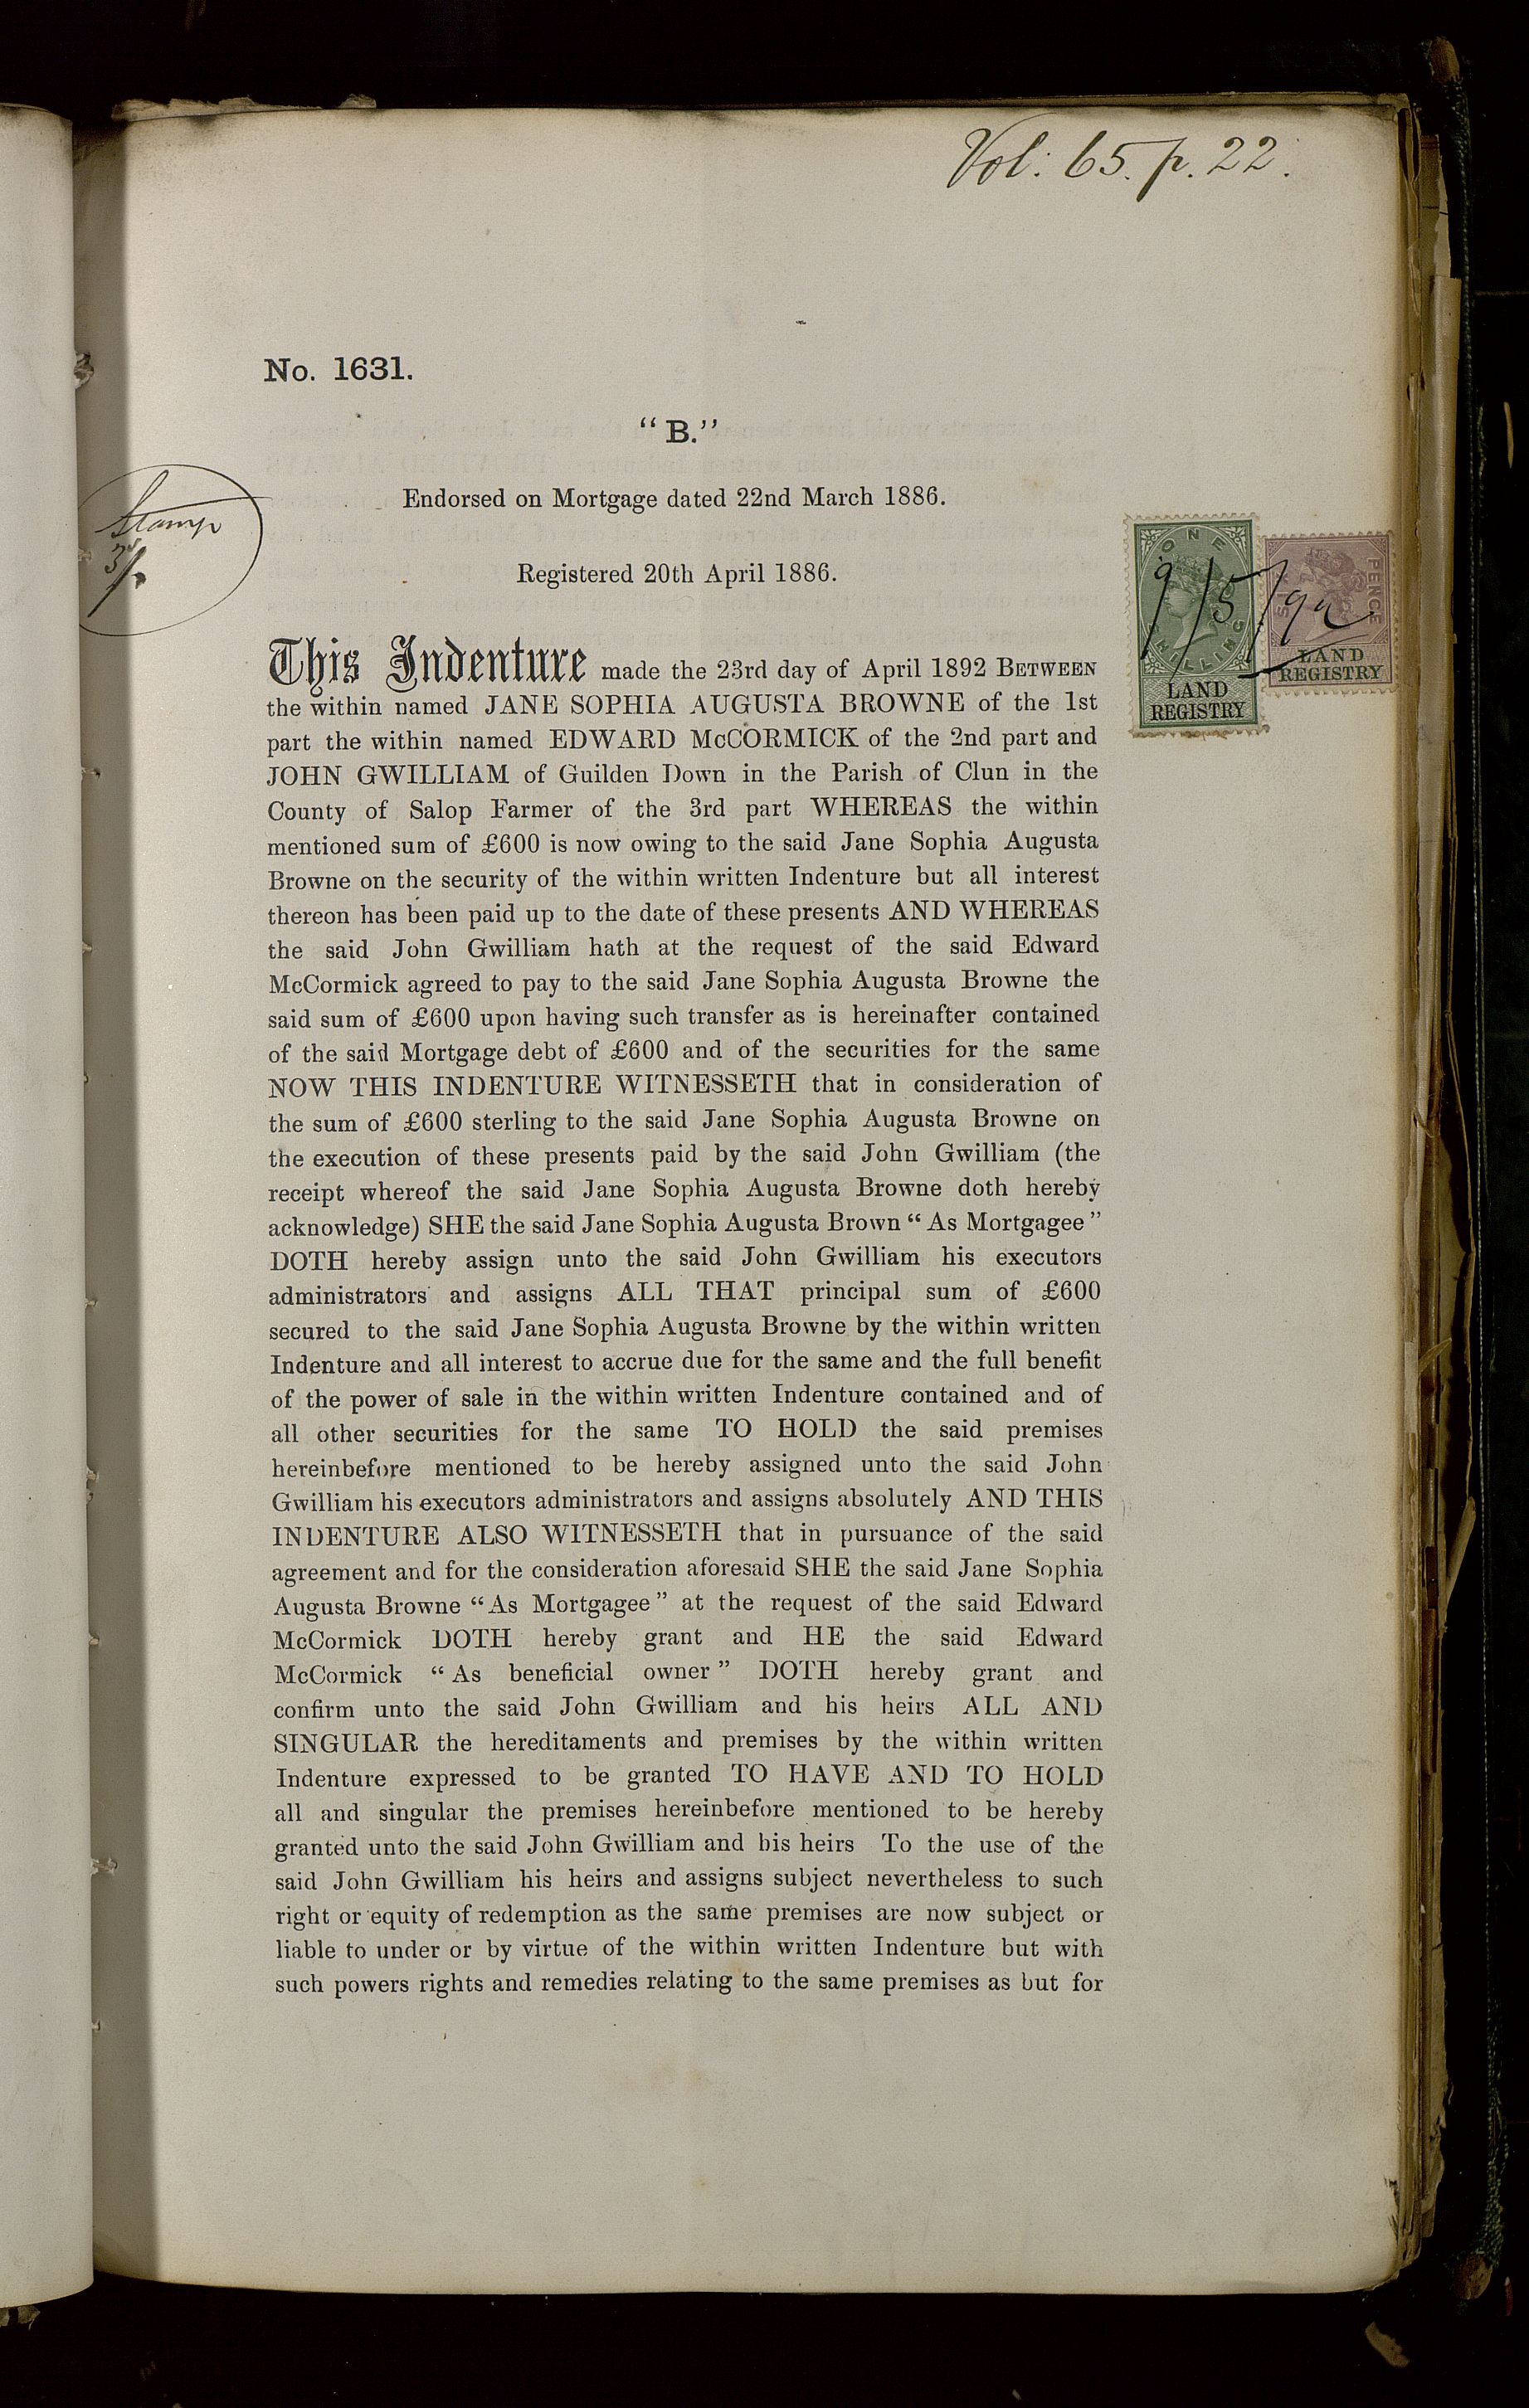 Vol: 65. p. 22.
No. 1631.
"B."
Endorsed on Mortgage dated 22nd March 1886.
Stamp
3/.
Registered 20th April 1886.
ONE
SHILLING
LAND
REGISTRY
SIX
PENCE
LAND
REGISTRY
9/5/92
This Indenture made the 23rd day of April 1892 BETWEEN
the within named JANE SOPHIA AUGUSTA BROWNE of the 1st
part the within named EDWARD McCORMICK of the 2nd part and
JOHN GWILLIAM of Guilden Down in the Parish of Clun in the
County of Salop Farmer of the 3rd part WHEREAS the within
mentioned sum of £600 is now owing to the said Jane Sophia Augusta
Browne on the security of the within written Indenture but all interest
thereon has been paid up to the date of these presents AND WHEREAS
the said John Gwilliam hath at the request of the said Edward
McCormick agreed to pay to the said Jane Sophia Augusta Browne the
said sum of £600 upon having such transfer as is hereinafter contained
of the said Mortgage debt of £600 and of the securities for the same
NOW THIS INDENTURE WITNESSETH that in consideration of
the sum of £600 sterling to the said Jane Sophia Augusta Browne on
the execution of these presents paid by the said John Gwilliam (the
receipt whereof the said Jane Sophia Augusta Browne doth hereby
acknowledge) SHE the said Jane Sophia Augusta Brown "As Mortgagee"
DOTH hereby assign unto the said John Gwilliam his executors
administrators and assigns ALL THAT principal sum of £600
secured to the said Jane Sophia Augusta Browne by the within written
Indenture and all interest to accrue due for the same and the full benefit
of the power of sale in the within written Indenture contained and of
all other securities for the same TO HOLD the said premises
hereinbefore mentioned to be hereby assigned unto the said John
Gwilliam his executors administrators and assigns absolutely AND THIS
INDENTURE ALSO WITNESSETH that in pursuance of the said
agreement and for the consideration aforesaid SHE the said Jane Sophia
Augusta Browne "As Mortgagee" at the request of the said Edward
McCormick DOTH hereby grant and HE the said Edward
McCormick "As beneficial owner" DOTH hereby grant and
confirm unto the said John Gwilliam and his heirs ALL AND
SINGULAR the hereditaments and premises by the within written
Indenture expressed to be granted TO HAVE AND TO HOLD
all and singular the premises hereinbefore mentioned to be hereby
granted unto the said John Gwilliam and his heirs To the use of the
said John Gwilliam his heirs and assigns subject nevertheless to such
right or equity of redemption as the same premises are now subject or
liable to under or by virtue of the within written Indenture but with
such powers rights and remedies relating to the same premises as but for